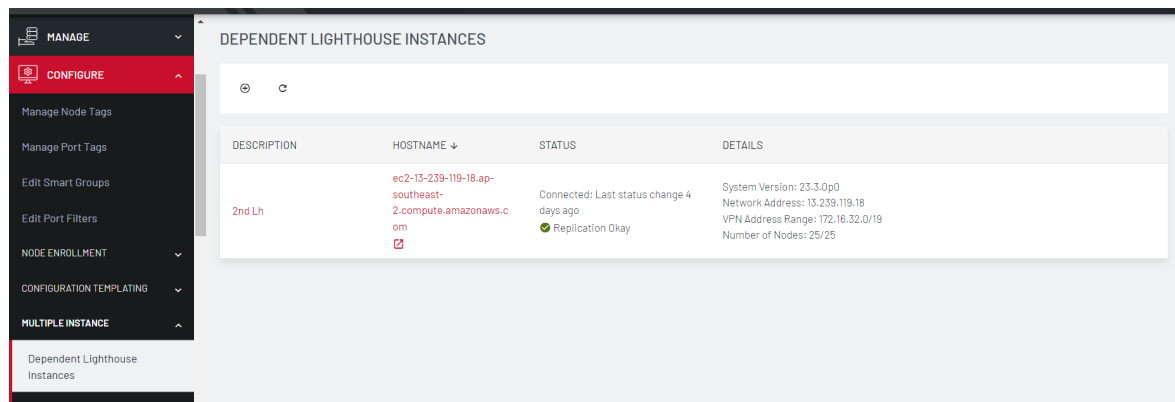 MANAGE
CONFIGURE
Manage Node Tags
Manage Port Tags
Edit Smart Groups
Edit Port Filters
NODE ENROLLMENT
CONFIGURATION TEMPLATING
MULTIPLE INSTANCE
Dependent Lighthouse
Instances
DEPENDENT LIGHTHOUSE INSTANCES
DESCRIPTION
HOSTNAME
STATUS
DETAILS
2nd Lh
ec2-13-239-119-18.ap-
southeast-
2.compute.amazonaws.c
om
Connected: Last status change 4
days ago
Replication Okay
System Version: 23.3.0p0
Network Address: 13.239.119.18
VPN Address Range: 172.16.32.0/19
Number of Nodes: 25/25